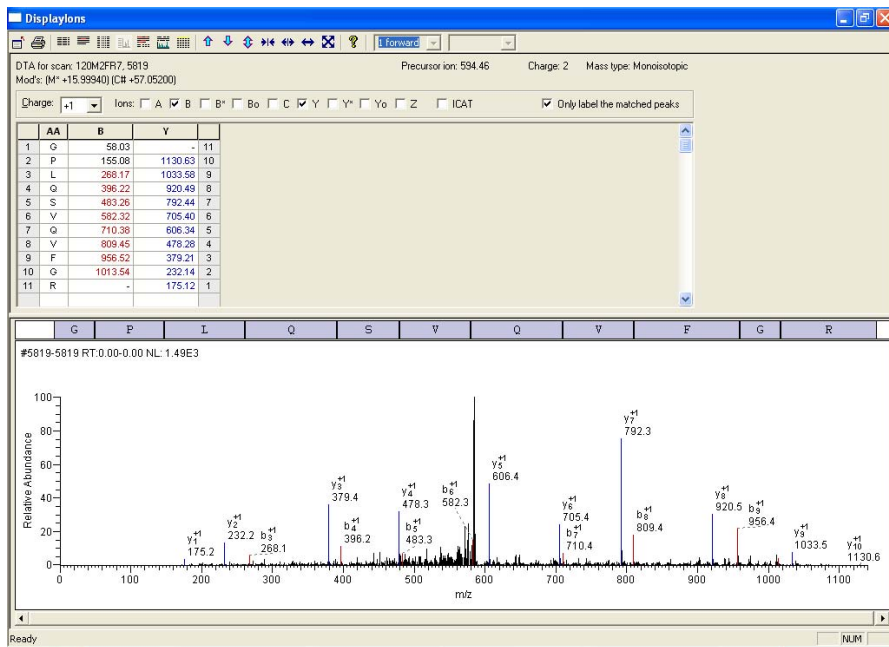 DisplayIons
1 forward
DTA for scan: 120M2FR7, 5819 Precursor ion: 594.46 Charge: 2 Mass type: Monoisotopic
Mod's: (M* +15.99940) (C# +57.05200)
Charge: +1 Ions: A B B* Bo C Y Y* Yo Z ICAT Only label the matched peaks
AA B Y
1 G 58.03 - 11
2 P 155.08 1130.63 10
3 L 268.17 1033.58 9
4 Q 396.22 920.49 8
5 S 483.26 792.44 7
6 V 582.32 705.40 6
7 Q 710.38 606.34 5
8 V 809.45 478.28 4
9 F 956.52 379.21 3
10 G 1013.54 232.14 2
11 R - 175.12 1
G P L Q S V Q V F G R
#5819-5819 RT:0.00-0.00 NL: 1.49E3
Relative Abundance
100
80
60
40
20
0
y1+1
175.2
y2+1
232.2
b3+1
268.1
y3+1
379.4
b4+1
396.2
y4+1
478.3
b5+1
483.3
b6+1
582.3
y5+1
606.4
y6+1
705.4
b7+1
710.4
y7+1
792.3
b8+1
809.4
y8+1
920.5
b9+1
956.4
y9+1
1033.5
y10+1
1130.6
0 100 200 300 400 500 600 700 800 900 1000 1100
m/z
Ready NUM